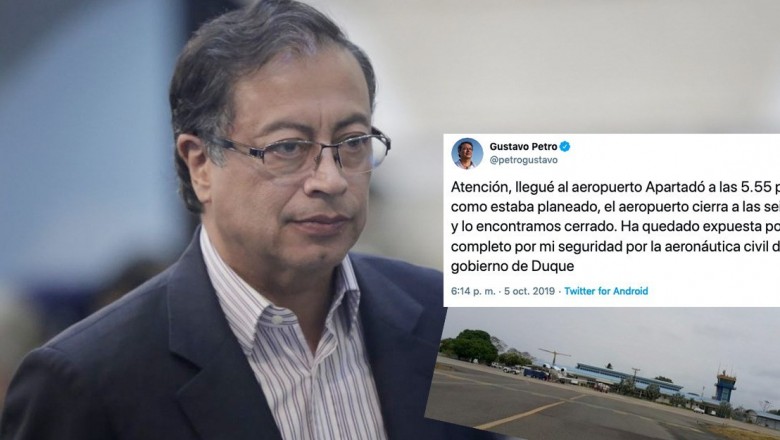 Gustavo Petro
@petrogustavo
Atención, llegué al aeropuerto Apartadó a las 5.55 p
como estaba planeado, el aeropuerto cierra a las sei
y lo encontramos cerrado. Ha quedado expuesta po
completo por mi seguridad por la aeronáutica civil d
gobierno de Duque
6:14 p. m. · 5 oct. 2019 · Twitter for Android